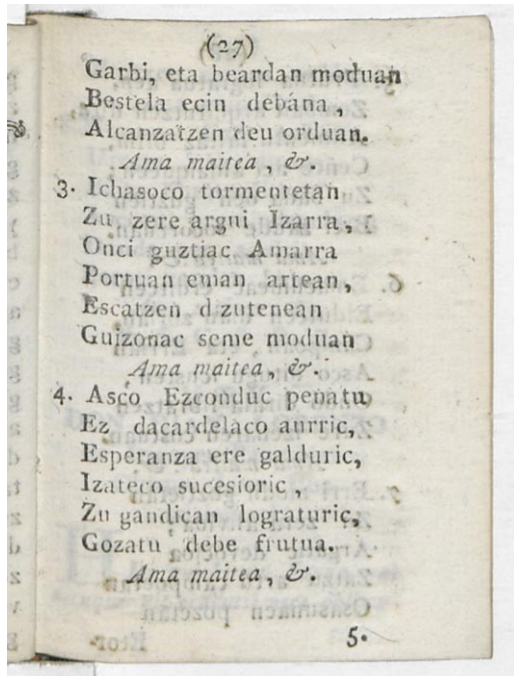 (27)
Garbi, eta beardan moduan
Bestela ecin debána,
Alcanzatzen deu orduan.
Ama maitea, &.
3. Ichasoco tormentetan
Zu zere argui Izarra,
Onci guztiac Amarra
Portuan eman artean,
Escatzen dizutenean
Guizonac seme moduan
Ama maitea, &.
4. Asco Ezconduc penatu
Ez dacardelaco aurric,
Esperanza ere galduric,
Izateco sucesioric,
Zu gandican lograturic,
Gozatu debe frutua.
Ama maitea, &.
5.